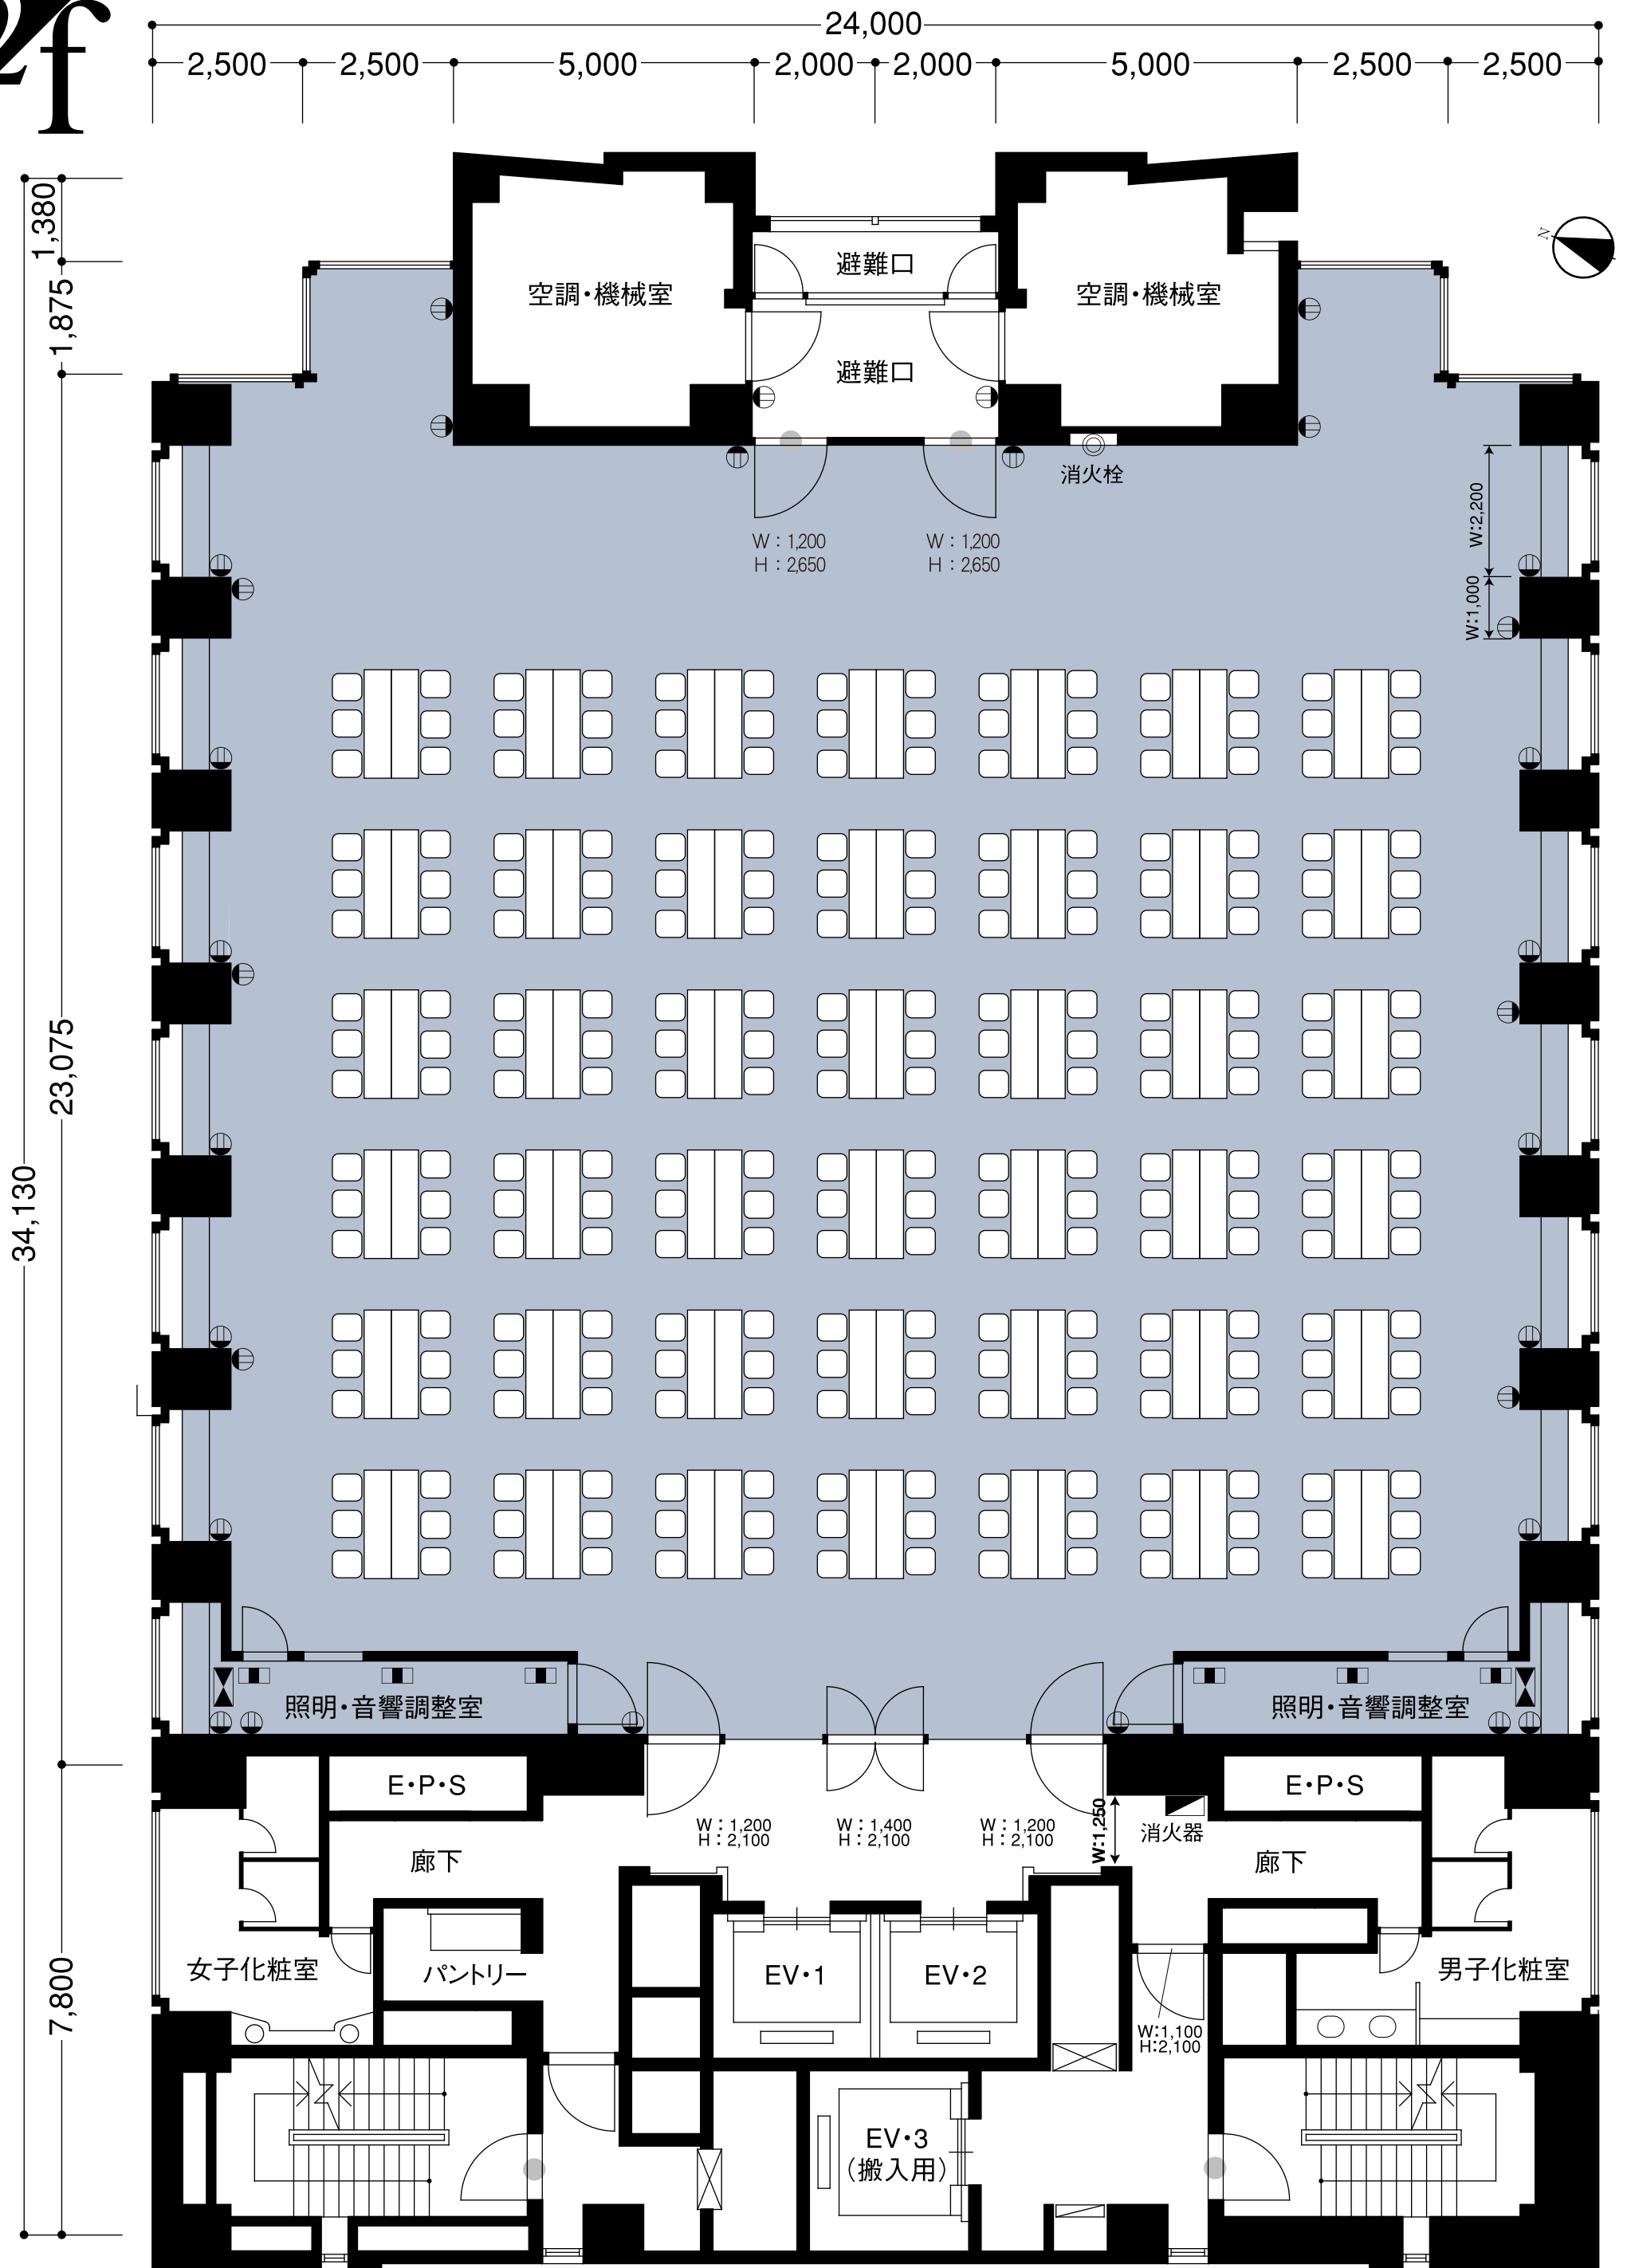 2f
24,000
2,500 2,500 5,000 2,000 2,000 5,000 2,500 2,500
1,380
1,875
23,075
34,130
7,800
N
避難口
空調・機械室
空調・機械室
避難口
消火栓
W：1,200
H：2,650
W：1,200
H：2,650
W:2,200
W:1,000
照明・音響調整室
照明・音響調整室
E・P・S
E・P・S
W：1,200
H：2,100
W：1,400
H：2,100
W：1,200
H：2,100
W:1,250
消火器
廊下
廊下
女子化粧室
パントリー
EV・1
EV・2
男子化粧室
W:1,100
H:2,100
EV・3
（搬入用）